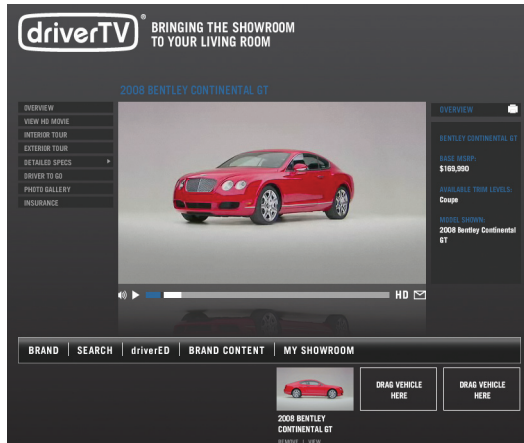 driverTV®
BRINGING THE SHOWROOM
TO YOUR LIVING ROOM
2008 BENTLEY CONTINENTAL GT
OVERVIEW
VIEW HD MOVIE
INTERIOR TOUR
EXTERIOR TOUR
DETAILED SPECS
DRIVER TO GO
PHOTO GALLERY
INSURANCE
OVERVIEW
BENTLEY CONTINENTAL GT
BASE MSRP:
$169,990
AVAILABLE TRIM LEVELS:
Coupe
MODEL SHOWN:
2008 Bentley Continental
GT
HD
BRAND
SEARCH
driverED
BRAND CONTENT
MY SHOWROOM
2008 BENTLEY
CONTINENTAL GT
REMOVE | VIEW
DRAG VEHICLE
HERE
DRAG VEHICLE
HERE